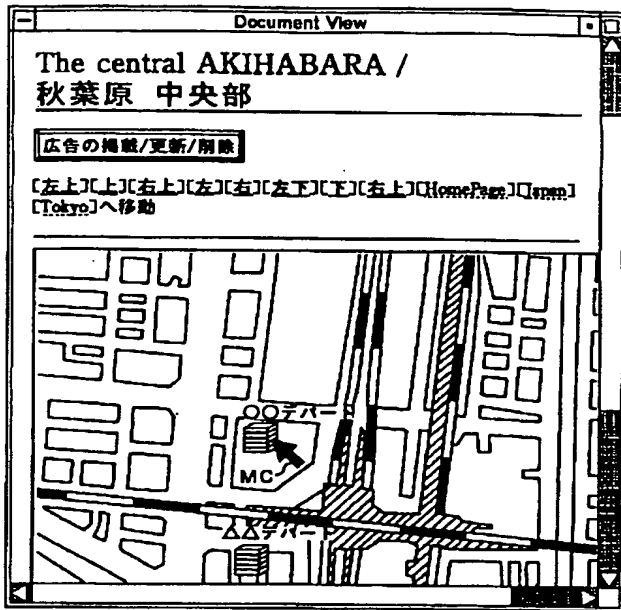 Document View
The central AKIHABARA /
秋葉原 中央部
広告の掲載/更新/削除
[左上][上][右上][左][右][左下][下][右上][HomePage][Japan]
[Tokyo]へ移動
○○デパート
MC
△△デパート